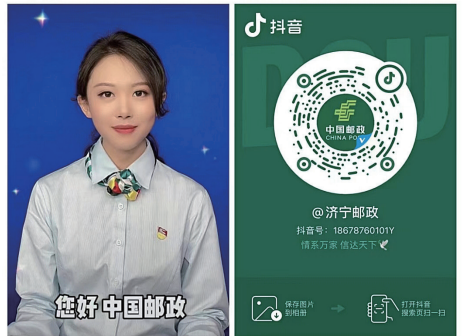 您好 中国邮政
抖音
中国邮政
CHINA POST
@济宁邮政
抖音号：18678760101Y
情系万家 信达天下
保存图片
到相册
打开抖音
搜索页扫一扫